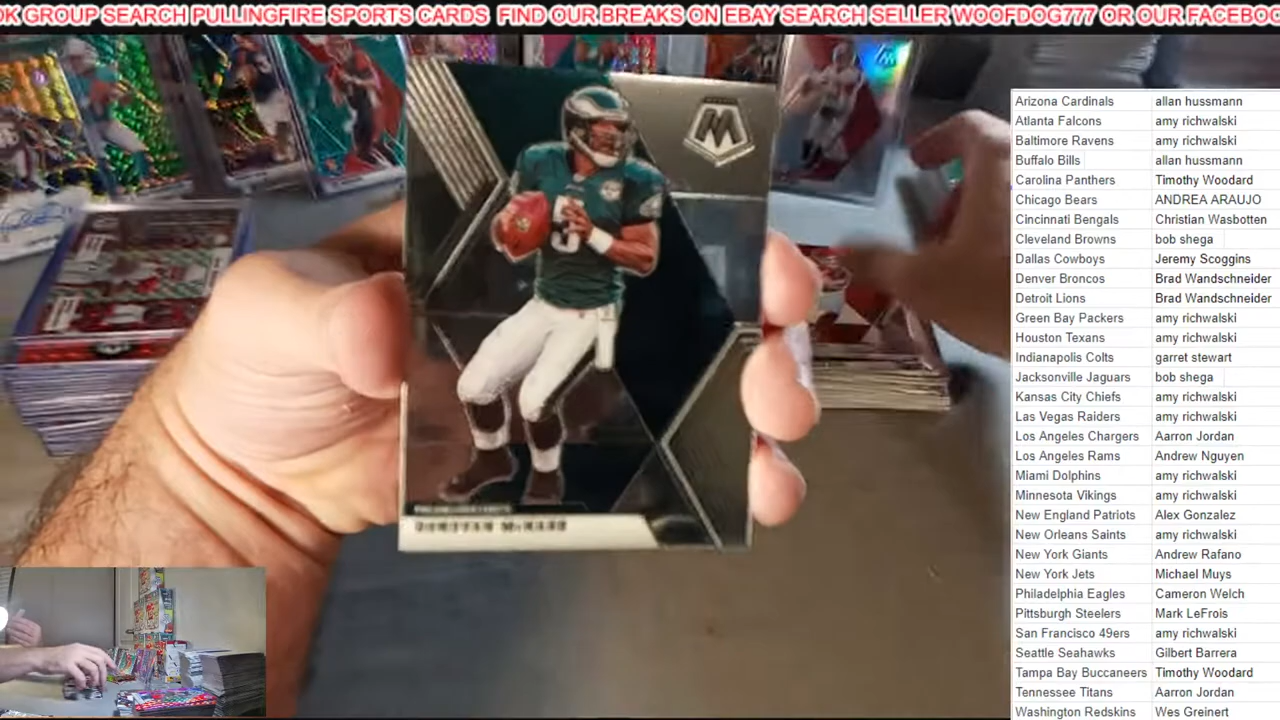 OK GROUP SEARCH PULLINGFIRE SPORTS CARDS FIND OUR BREAKS ON EBAY SEARCH SELLER WOOFDOG777 OR OUR FACEBOO
M
5
DONOVAN McNABB
Arizona Cardinals allan hussmann
Atlanta Falcons amy richwalski
Baltimore Ravens amy richwalski
Buffalo Bills allan hussmann
Carolina Panthers Timothy Woodard
Chicago Bears ANDREA ARAUJO
Cincinnati Bengals Christian Wasbotten
Cleveland Browns bob shega
Dallas Cowboys Jeremy Scoggins
Denver Broncos Brad Wandschneider
Detroit Lions Brad Wandschneider
Green Bay Packers amy richwalski
Houston Texans amy richwalski
Indianapolis Colts garret stewart
Jacksonville Jaguars bob shega
Kansas City Chiefs amy richwalski
Las Vegas Raiders amy richwalski
Los Angeles Chargers Aarron Jordan
Los Angeles Rams Andrew Nguyen
Miami Dolphins amy richwalski
Minnesota Vikings amy richwalski
New England Patriots Alex Gonzalez
New Orleans Saints amy richwalski
New York Giants Andrew Rafano
New York Jets Michael Muys
Philadelphia Eagles Cameron Welch
Pittsburgh Steelers Mark LeFrois
San Francisco 49ers amy richwalski
Seattle Seahawks Gilbert Barrera
Tampa Bay Buccaneers Timothy Woodard
Tennessee Titans Aarron Jordan
Washington Redskins Wes Greinert